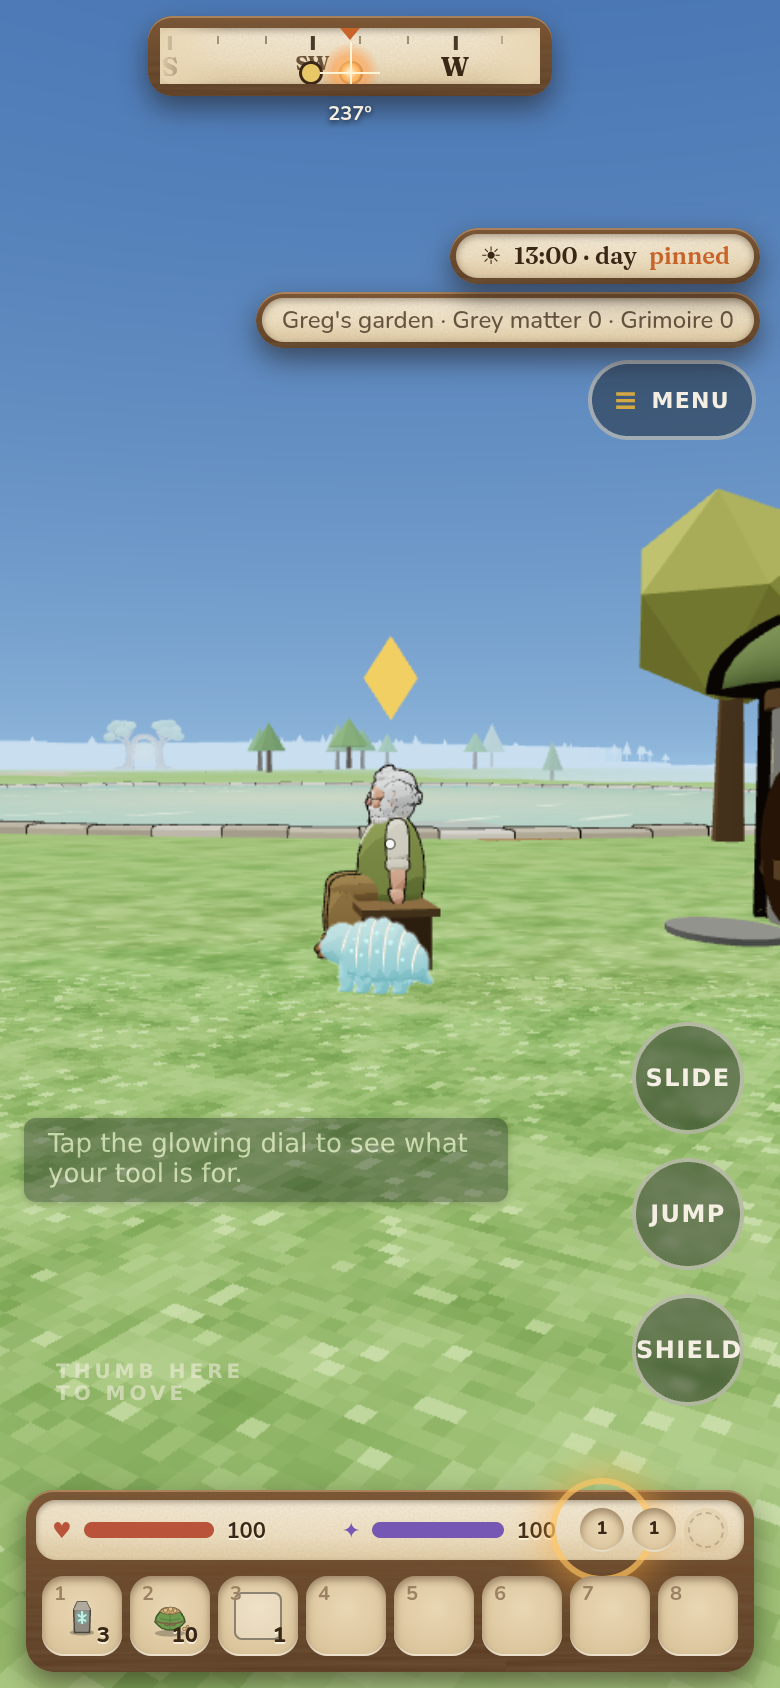 S SW W
237°
13:00 · day pinned
Greg's garden · Grey matter 0 · Grimoire 0
MENU
SLIDE
Tap the glowing dial to see what
your tool is for.
JUMP
SHIELD
THUMB HERE
TO MOVE
100 100 1 1
1 2 3 4 5 6 7 8
3 10 1